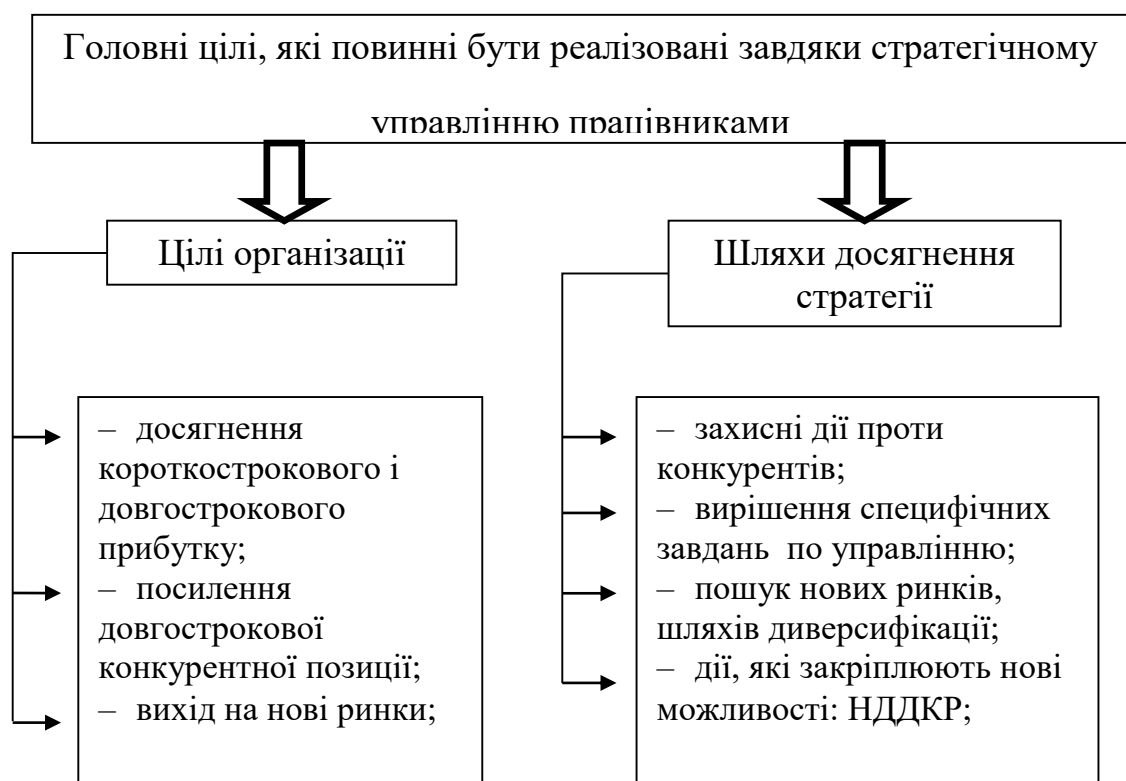 Головні цілі, які повинні бути реалізовані завдяки стратегічному
управлінню працівниками
Цілі організації
Шляхи досягнення
стратегії
– досягнення
короткострокового і
довгострокового
прибутку;
– посилення
довгострокової
конкурентної позиції;
– вихід на нові ринки;
– захисні дії проти
конкурентів;
– вирішення специфічних
завдань по управлінню;
– пошук нових ринків,
шляхів диверсифікації;
– дії, які закріплюють нові
можливості: НДДКР;